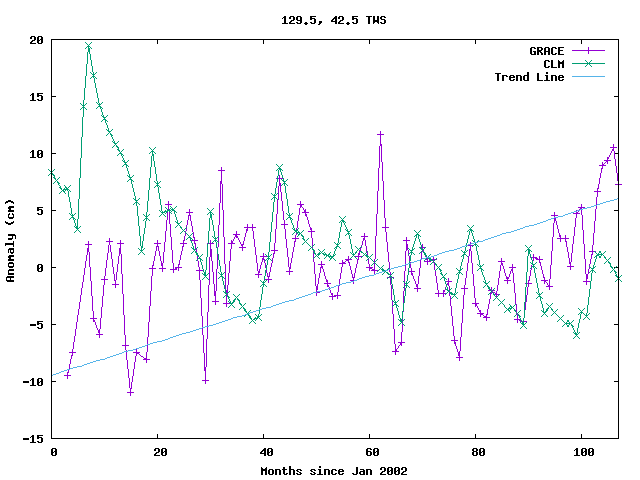 129.5, 42.5 TWS
GRACE
CLM
Trend Line
20
15
10
5
0
-5
-10
-15
Anomaly (cm)
0 20 40 60 80 100
Months since Jan 2002